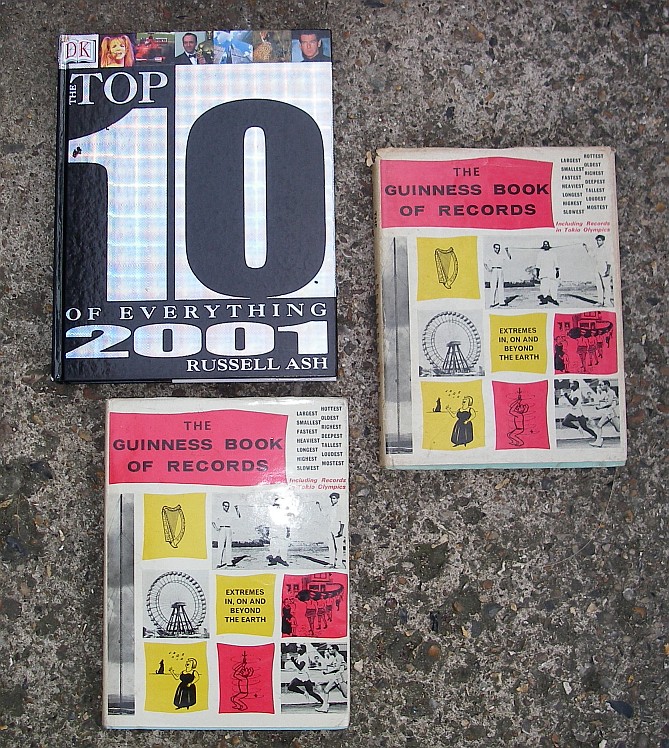 DK
THE TOP
10
OF EVERYTHING
2001
RUSSELL ASH
THE
GUINNESS BOOK
OF RECORDS
LARGEST HOTTEST
SMALLEST OLDEST
FASTEST RICHEST
HEAVIEST DEEPEST
LONGEST TALLEST
HIGHEST LOUDEST
SLOWEST MOSTEST
Including Records
in Tokio Olympics
EXTREMES
IN, ON AND
BEYOND
THE EARTH
THE
GUINNESS BOOK
OF RECORDS
LARGEST HOTTEST
SMALLEST OLDEST
FASTEST RICHEST
HEAVIEST DEEPEST
LONGEST TALLEST
HIGHEST LOUDEST
SLOWEST MOSTEST
Including Records
in Tokio Olympics
EXTREMES
IN, ON AND
BEYOND
THE EARTH